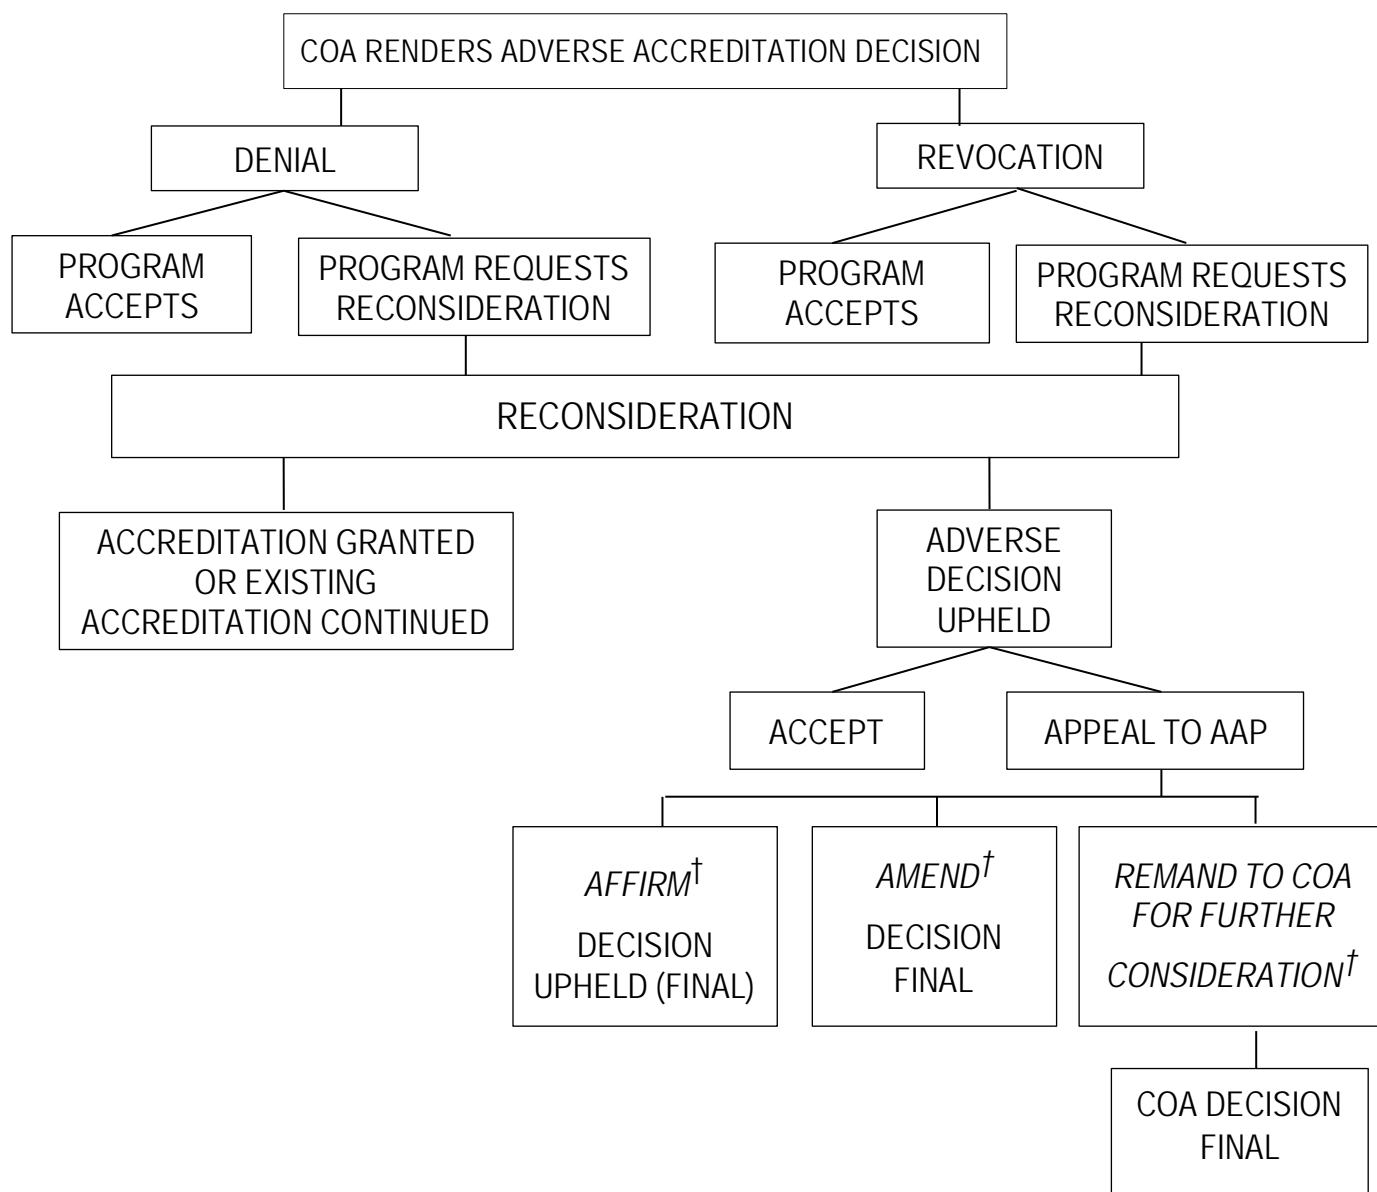 COA RENDERS ADVERSE ACCREDITATION DECISION
DENIAL
REVOCATION
PROGRAM
ACCEPTS
PROGRAM REQUESTS
RECONSIDERATION
PROGRAM
ACCEPTS
PROGRAM REQUESTS
RECONSIDERATION
RECONSIDERATION
ACCREDITATION GRANTED
OR EXISTING
ACCREDITATION CONTINUED
ADVERSE
DECISION
UPHELD
ACCEPT
APPEAL TO AAP
AFFIRM†
DECISION
UPHELD (FINAL)
AMEND†
DECISION
FINAL
REMAND TO COA
FOR FURTHER
CONSIDERATION†
COA DECISION
FINAL